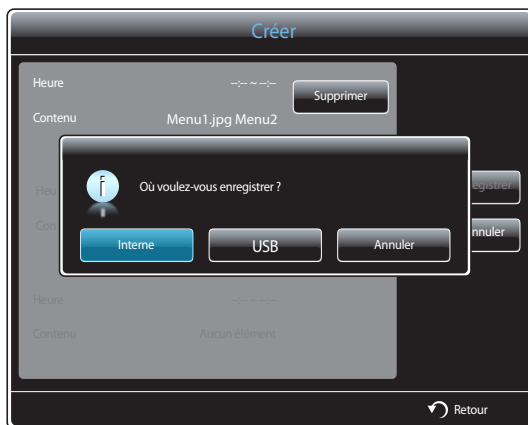 Créer
Heure --:-- ~ --:--
Supprimer
Contenu Menu1.jpg Menu2
Où voulez-vous enregistrer ?
Interne
USB
Annuler
Heure --:-- ~ --:--
Contenu Aucun élément
Retour